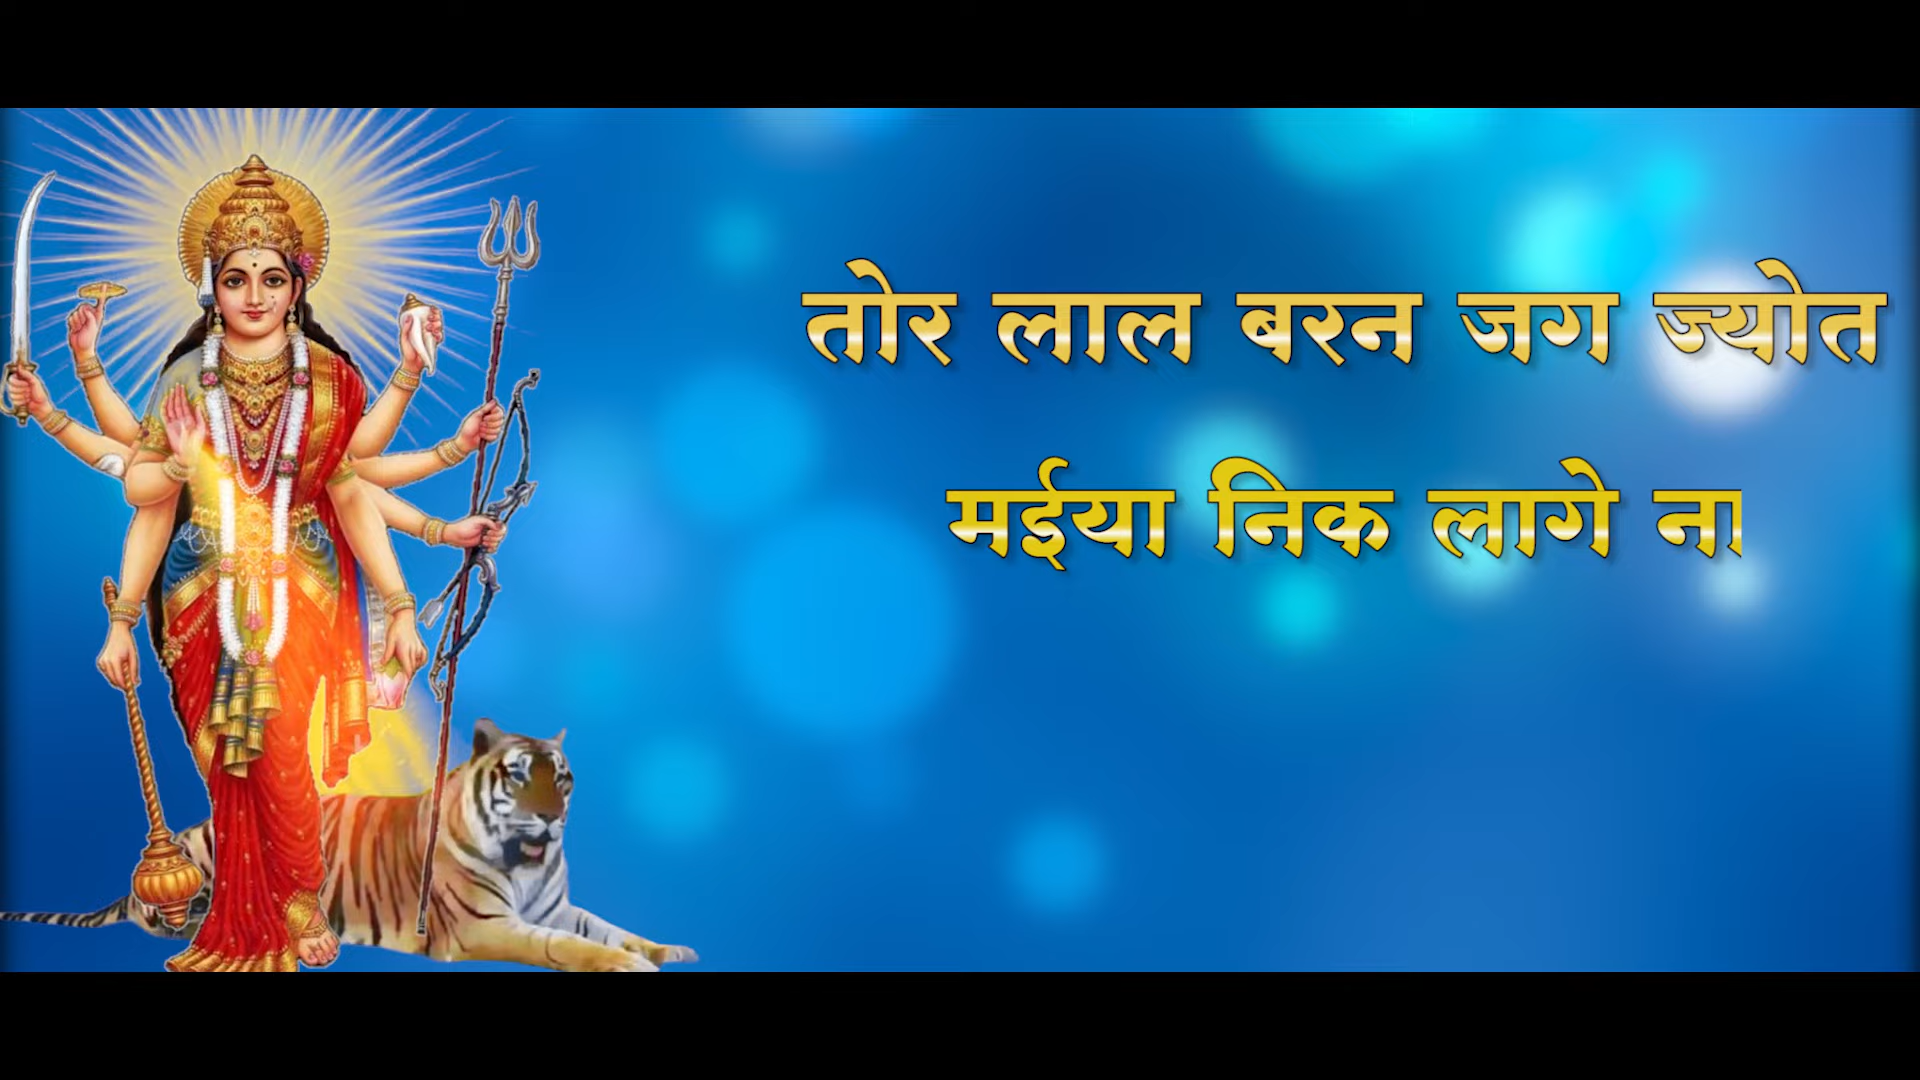 तोर लाल बरन जग ज्योत
मईया निक लागे ना